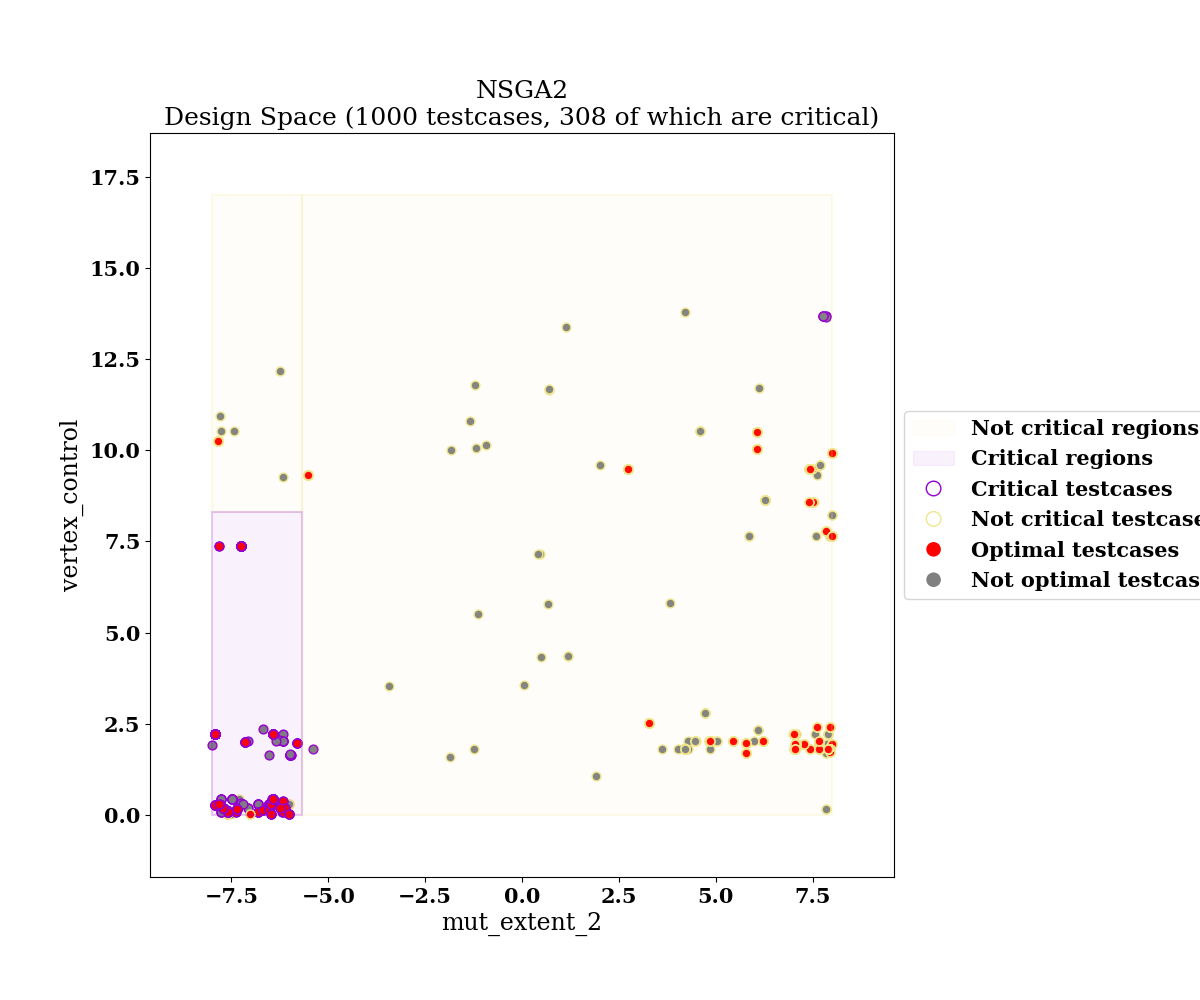 NSGA2
Design Space (1000 testcases, 308 of which are critical)
17.5
15.0
12.5
10.0
7.5
5.0
2.5
0.0
vertex_control
−7.5
−5.0
−2.5
0.0
2.5
5.0
7.5
mut_extent_2
Not critical regions
Critical regions
Critical testcases
Not critical testcase
Optimal testcases
Not optimal testcas